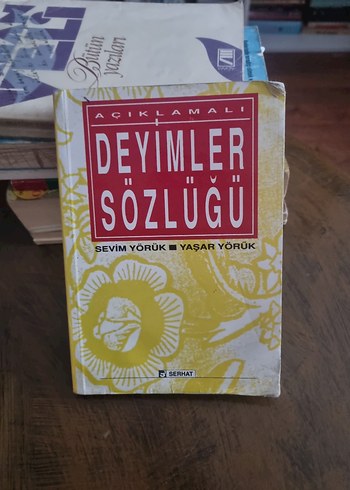 Bütün
yazıları
AÇIKLAMALI
DEYİMLER
SÖZLÜĞÜ
SEVİM YÖRÜK ■ YAŞAR YÖRÜK
SERHAT